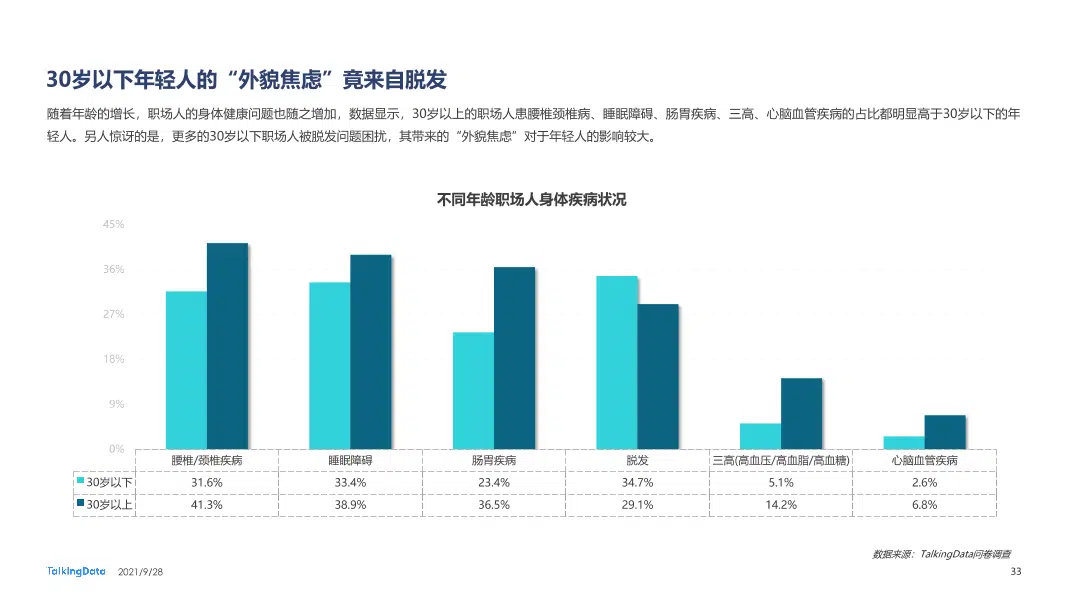 30岁以下年轻人的“外貌焦虑”竟来自脱发
随着年龄的增长，职场人的身体健康问题也随之增加，数据显示，30岁以上的职场人患腰椎颈椎病、睡眠障碍、肠胃疾病、三高、心脑血管疾病的占比都明显高于30岁以下的年
轻人。另人惊讶的是，更多的30岁以下职场人被脱发问题困扰，其带来的“外貌焦虑”对于年轻人的影响较大。
不同年龄职场人身体疾病状况
45%
36%
27%
18%
9%
0%
腰椎/颈椎疾病 睡眠障碍 肠胃疾病 脱发 三高(高血压/高血脂/高血糖) 心脑血管疾病
30岁以下 31.6% 33.4% 23.4% 34.7% 5.1% 2.6%
30岁以上 41.3% 38.9% 36.5% 29.1% 14.2% 6.8%
数据来源：TalkingData问卷调查
TalkingData 2021/9/28 33